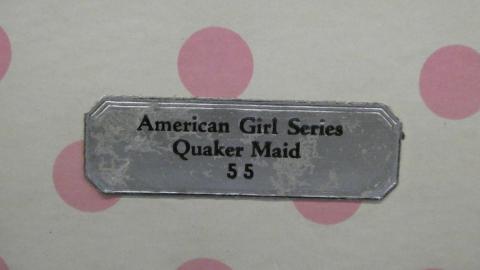 American Girl Series
Quaker Maid
55